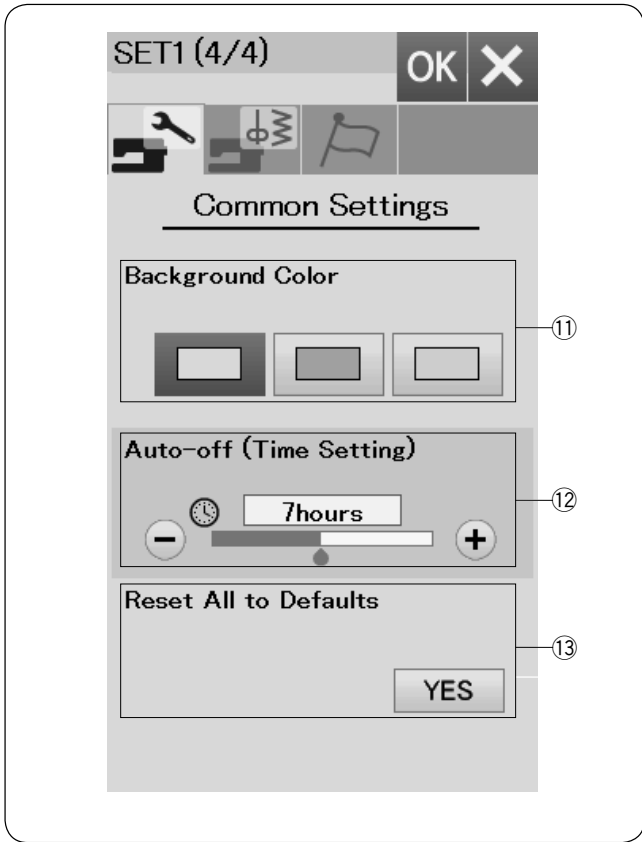 SET1 (4/4)
OK
Common Settings
Background Color
⑪
Auto-off (Time Setting)
7hours
⑫
Reset All to Defaults
⑬
YES